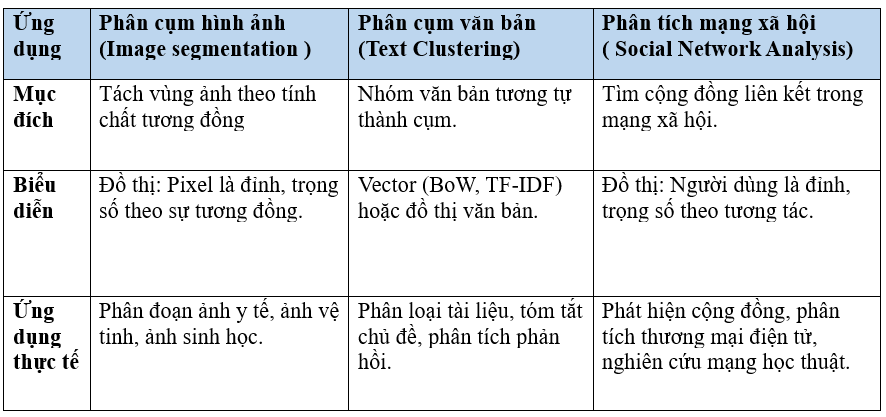 Ứng dụng
Phân cụm hình ảnh
(Image segmentation )
Phân cụm văn bản
(Text Clustering)
Phân tích mạng xã hội
( Social Network Analysis)
Mục đích
Tách vùng ảnh theo tính
chất tương đồng
Nhóm văn bản tương tự
thành cụm.
Tìm cộng đồng liên kết trong
mạng xã hội.
Biểu diễn
Đồ thị: Pixel là đỉnh, trọng
số theo sự tương đồng.
Vector (BoW, TF-IDF)
hoặc đồ thị văn bản.
Đồ thị: Người dùng là đỉnh,
trọng số theo tương tác.
Ứng
dụng
thực tế
Phân đoạn ảnh y tế, ảnh vệ
tinh, ảnh sinh học.
Phân loại tài liệu, tóm tắt
chủ đề, phân tích phản
hồi.
Phát hiện cộng đồng, phân
tích thương mại điện tử,
nghiên cứu mạng học thuật.